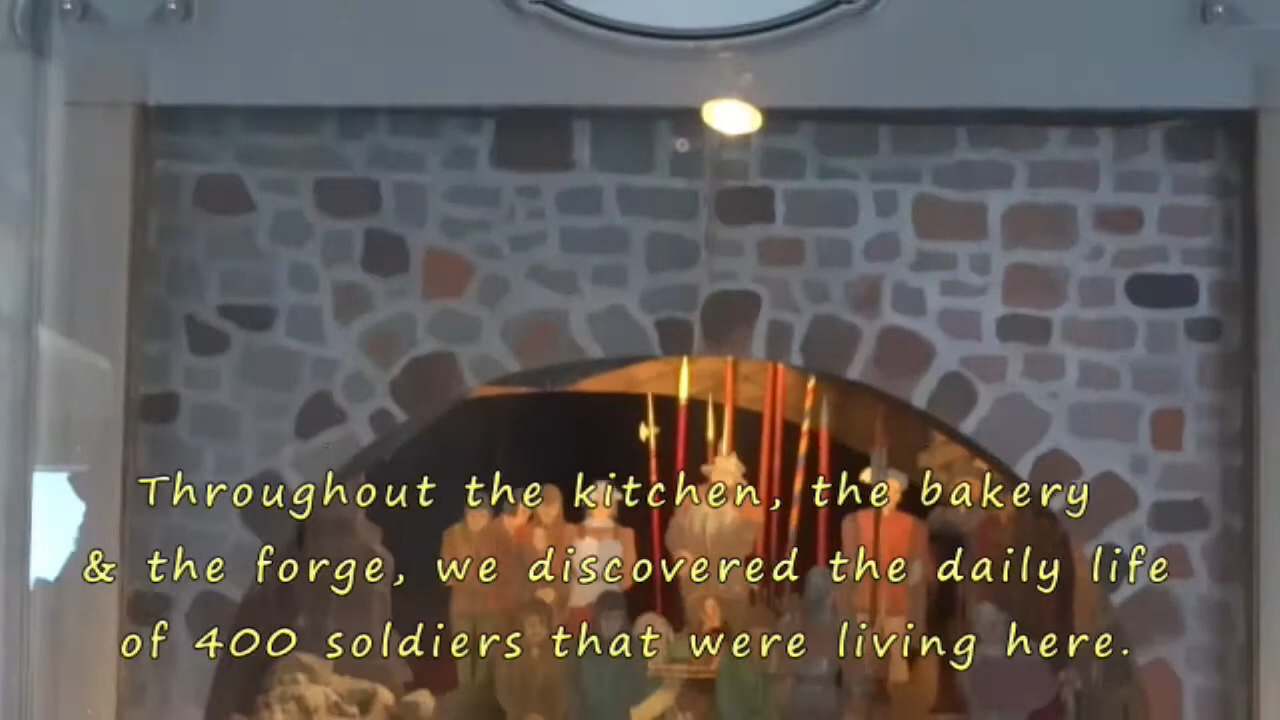 Throughout the kitchen, the bakery
& the forge, we discovered the daily life
of 400 soldiers that were living here.